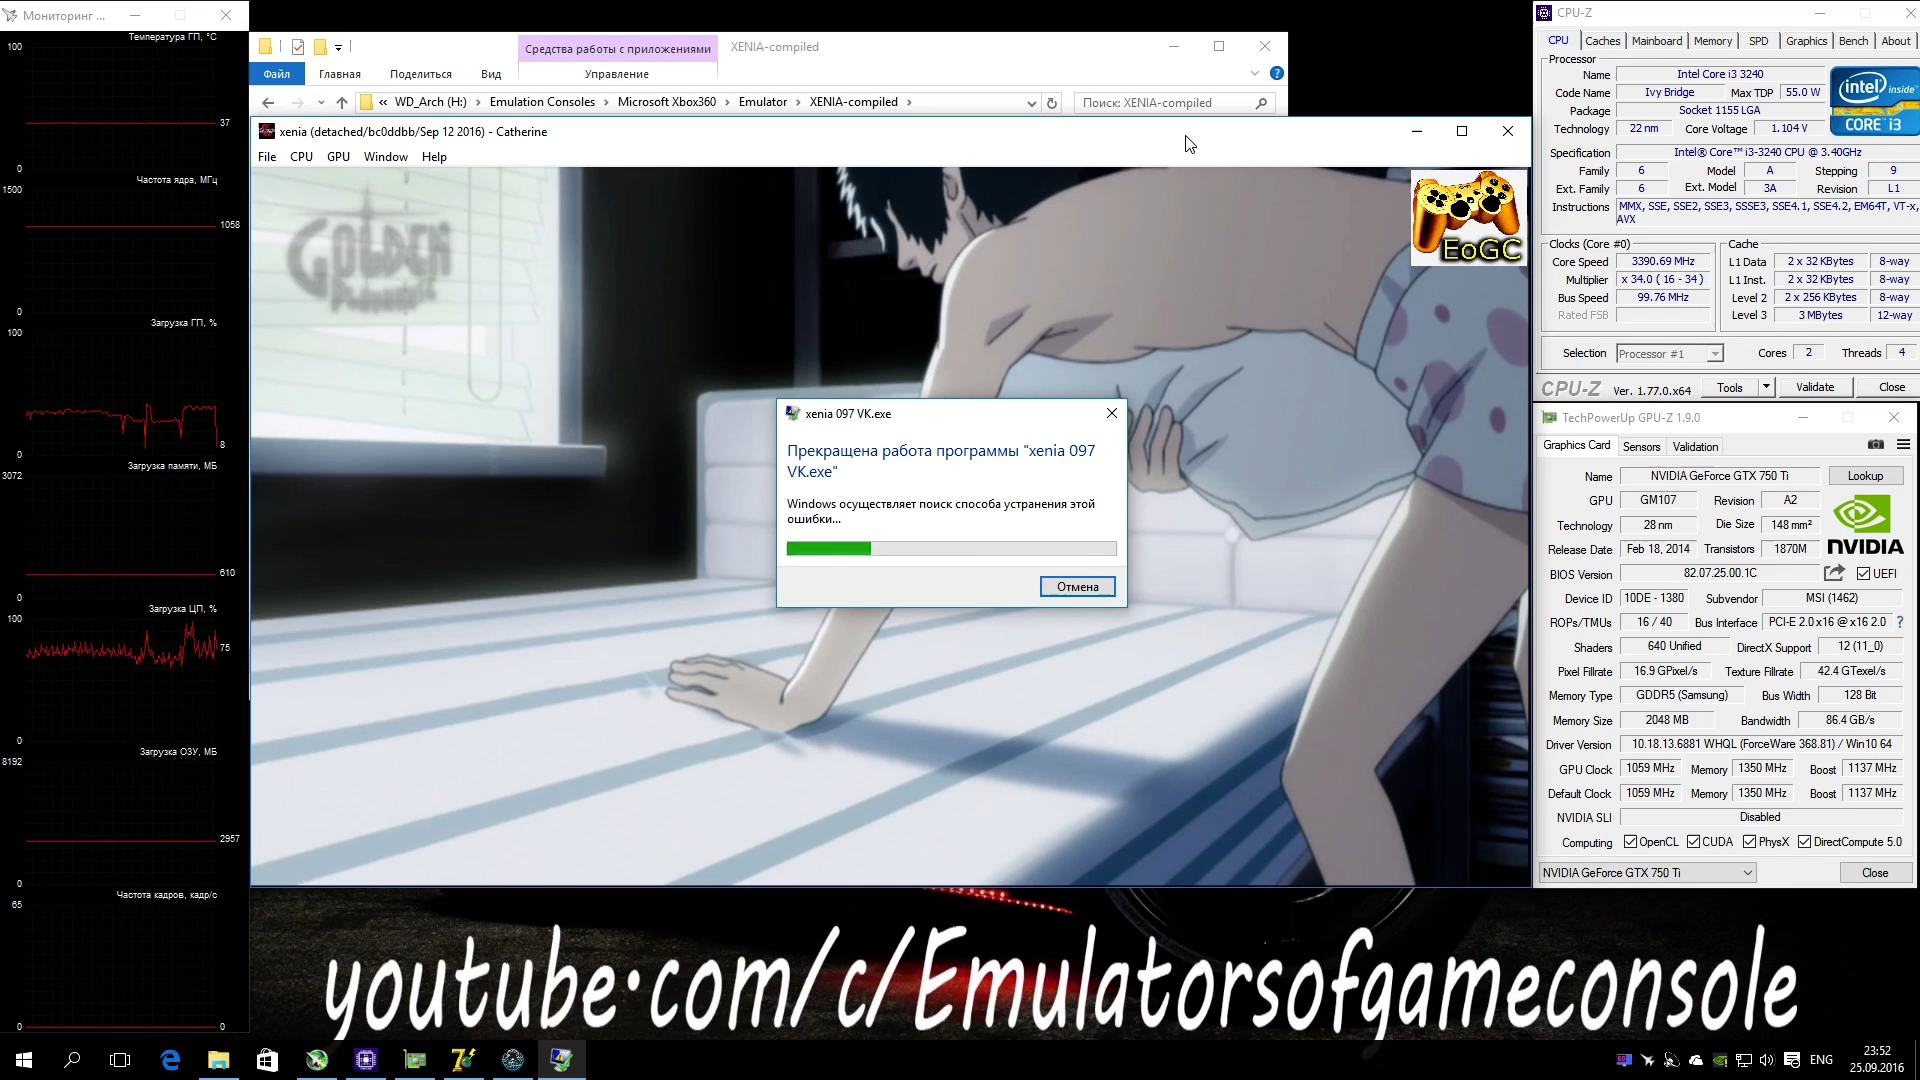 Мониторинг ...
Температура ГП, °C
100
37
0
Частота ядра, МГц
1500
1058
0
Загрузка ГП, %
100
8
0
Загрузка памяти, МБ
3072
610
0
Загрузка ЦП, %
100
75
0
Загрузка ОЗУ, МБ
8192
2957
0
Частота кадров, кадр/с
65
0
0
Средства работы с приложениями
XENIA-compiled
Файл
Главная
Поделиться
Вид
Управление
« WD_Arch (H:) › Emulation Consoles › Microsoft Xbox360 › Emulator › XENIA-compiled ›
Поиск: XENIA-compiled
xenia (detached/bc0ddbb/Sep 12 2016) - Catherine
File CPU GPU Window Help
GOLDEN
EoGC
xenia 097 VK.exe
Прекращена работа программы "xenia 097
VK.exe"
Windows осуществляет поиск способа устранения этой
ошибки...
Отмена
CPU-Z
CPU Caches Mainboard Memory SPD Graphics Bench About
Processor
Name Intel Core i3 3240
Code Name Ivy Bridge Max TDP 55.0 W
Package Socket 1155 LGA
Technology 22 nm Core Voltage 1.104 V
intel inside™
CORE i3
Specification Intel® Core™ i3-3240 CPU @ 3.40GHz
Family 6 Model A Stepping 9
Ext. Family 6 Ext. Model 3A Revision L1
Instructions MMX, SSE, SSE2, SSE3, SSSE3, SSE4.1, SSE4.2, EM64T, VT-x,
AVX
Clocks (Core #0)
Core Speed 3390.69 MHz
Multiplier x 34.0 ( 16 - 34 )
Bus Speed 99.76 MHz
Rated FSB
Cache
L1 Data 2 x 32 KBytes 8-way
L1 Inst. 2 x 32 KBytes 8-way
Level 2 2 x 256 KBytes 8-way
Level 3 3 MBytes 12-way
Selection Processor #1 Cores 2 Threads 4
CPU-Z Ver. 1.77.0.x64 Tools Validate Close
TechPowerUp GPU-Z 1.9.0
Graphics Card Sensors Validation
Name NVIDIA GeForce GTX 750 Ti Lookup
GPU GM107 Revision A2
Technology 28 nm Die Size 148 mm²
Release Date Feb 18, 2014 Transistors 1870M
NVIDIA
BIOS Version 82.07.25.00.1C UEFI
Device ID 10DE - 1380 Subvendor MSI (1462)
ROPs/TMUs 16 / 40 Bus Interface PCI-E 2.0 x16 @ x16 2.0 ?
Shaders 640 Unified DirectX Support 12 (11_0)
Pixel Fillrate 16.9 GPixel/s Texture Fillrate 42.4 GTexel/s
Memory Type GDDR5 (Samsung) Bus Width 128 Bit
Memory Size 2048 MB Bandwidth 86.4 GB/s
Driver Version 10.18.13.6881 WHQL (ForceWare 368.81) / Win10 64
GPU Clock 1059 MHz Memory 1350 MHz Boost 1137 MHz
Default Clock 1059 MHz Memory 1350 MHz Boost 1137 MHz
NVIDIA SLI Disabled
Computing OpenCL CUDA PhysX DirectCompute 5.0
NVIDIA GeForce GTX 750 Ti Close
youtube.com/c/Emulatorsofgameconsole
ENG
23:52
25.09.2016